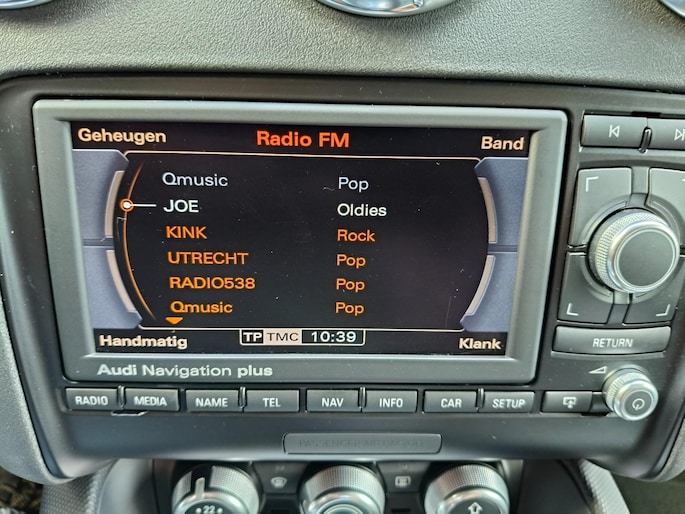 Geheugen Radio FM Band
Qmusic Pop
JOE Oldies
KINK Rock
UTRECHT Pop
RADIO538 Pop
Qmusic Pop
Handmatig TP TMC 10:39 Klank
Audi Navigation plus
RETURN
RADIO MEDIA NAME TEL NAV INFO CAR SETUP
22